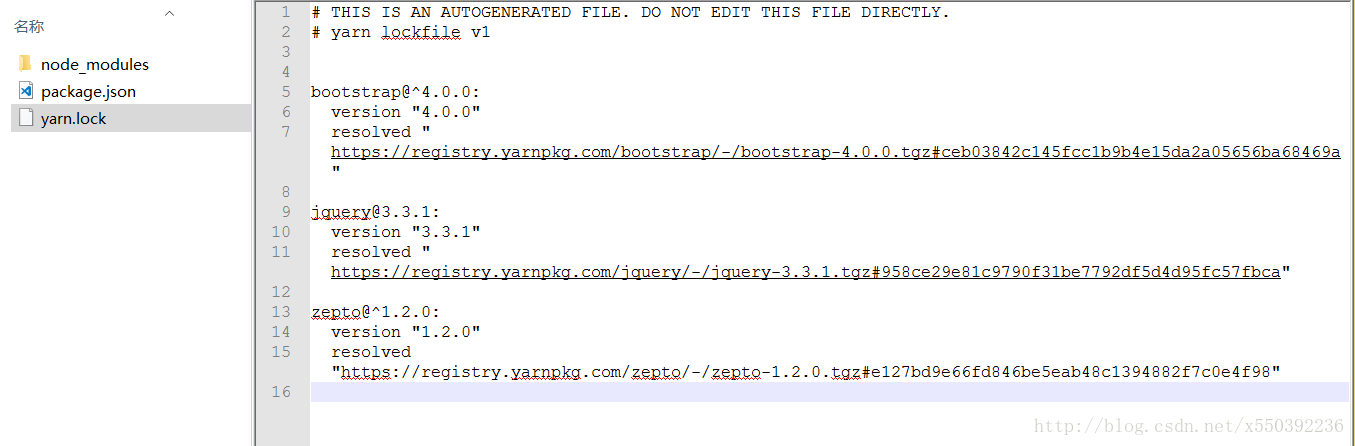 名称
node_modules
package.json
yarn.lock
1 # THIS IS AN AUTOGENERATED FILE. DO NOT EDIT THIS FILE DIRECTLY.
2 # yarn lockfile v1
3
4
5 bootstrap@^4.0.0:
6 version "4.0.0"
7 resolved "
https://registry.yarnpkg.com/bootstrap/-/bootstrap-4.0.0.tgz#ceb03842c145fcc1b9b4e15da2a05656ba68469a
"
8
9 jquery@3.3.1:
10 version "3.3.1"
11 resolved "
https://registry.yarnpkg.com/jquery/-/jquery-3.3.1.tgz#958ce29e81c9790f31be7792df5d4d95fc57fbca"
12
13 zepto@^1.2.0:
14 version "1.2.0"
15 resolved
"https://registry.yarnpkg.com/zepto/-/zepto-1.2.0.tgz#e127bd9e66fd846be5eab48c1394882f7c0e4f98"
16
http://blog.csdn.net/x550392236